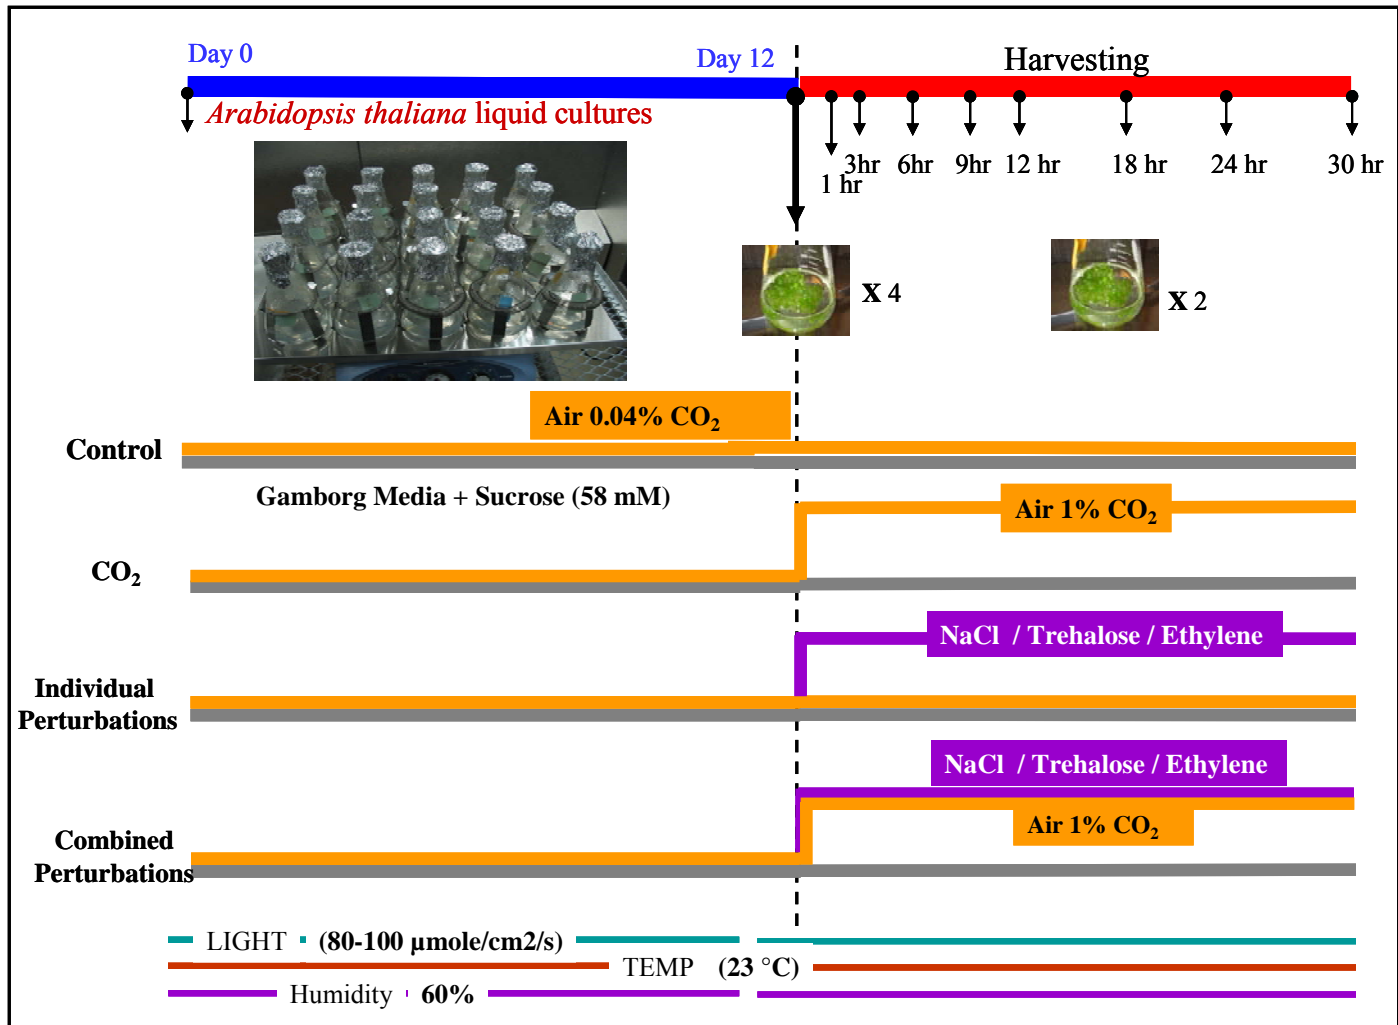 Day 0
Day 12
Harvesting
Arabidopsis thaliana liquid cultures
1 hr
3hr
6hr
9hr
12 hr
18 hr
24 hr
30 hr
X 4
X 2
Air 0.04% CO₂
Control
Gamborg Media + Sucrose (58 mM)
Air 1% CO₂
CO₂
NaCl / Trehalose / Ethylene
Individual
Perturbations
NaCl / Trehalose / Ethylene
Air 1% CO₂
Combined
Perturbations
LIGHT (80-100 µmole/cm2/s)
TEMP (23 °C)
Humidity 60%